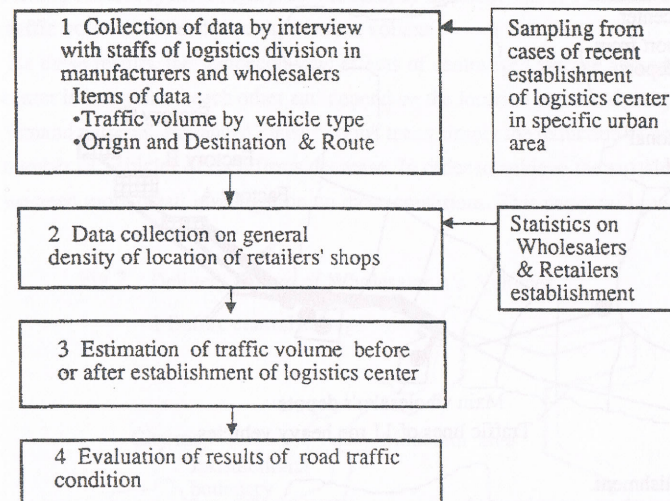 1 Collection of data by interview
with staffs of logistics division in
manufacturers and wholesalers
Items of data :
•Traffic volume by vehicle type
•Origin and Destination & Route
Sampling from
cases of recent
establishment
of logistics center
in specific urban
area
2 Data collection on general
density of location of retailers' shops
Statistics on
Wholesalers
& Retailers
establishment
3 Estimation of traffic volume before
or after establishment of logistics center
4 Evaluation of results of road traffic
condition